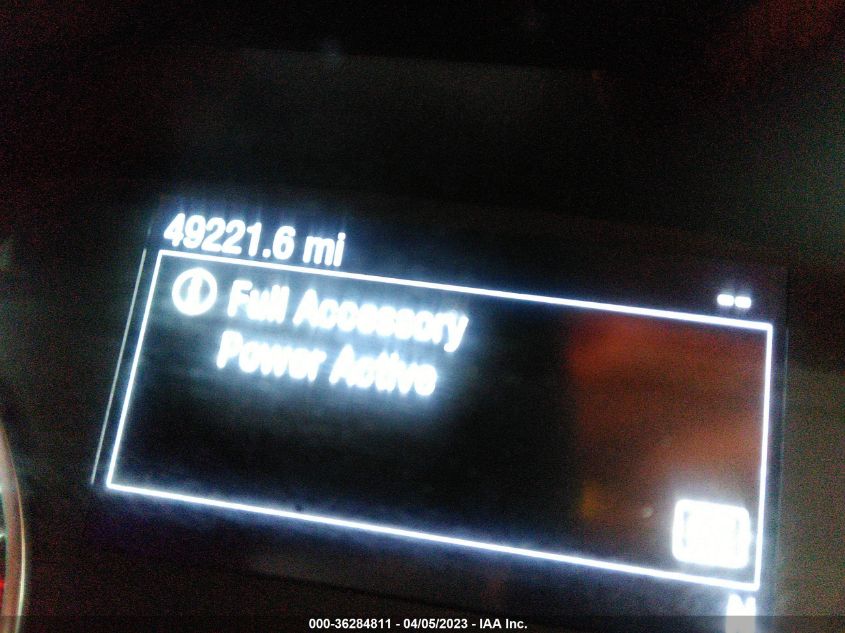 49221.6 mi
--
Full Accessory
Power Active
000-36284811 - 04/05/2023 - IAA Inc.